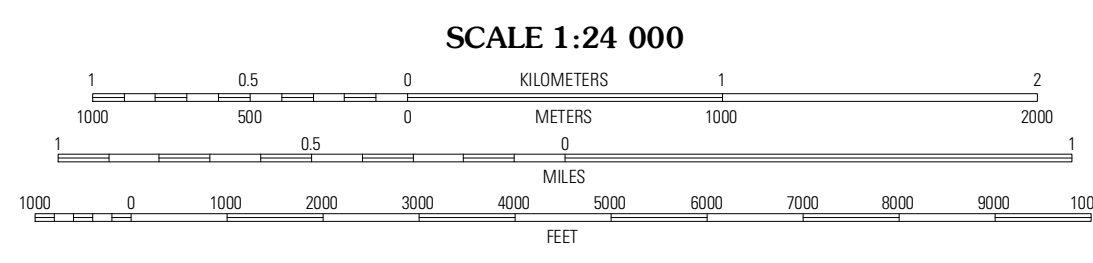 SCALE 1:24 000
1 0.5 0 KILOMETERS 1 2
1000 500 0 METERS 1000 2000
1 0.5 0 1
MILES
1000 0 1000 2000 3000 4000 5000 6000 7000 8000 9000 100
FEET